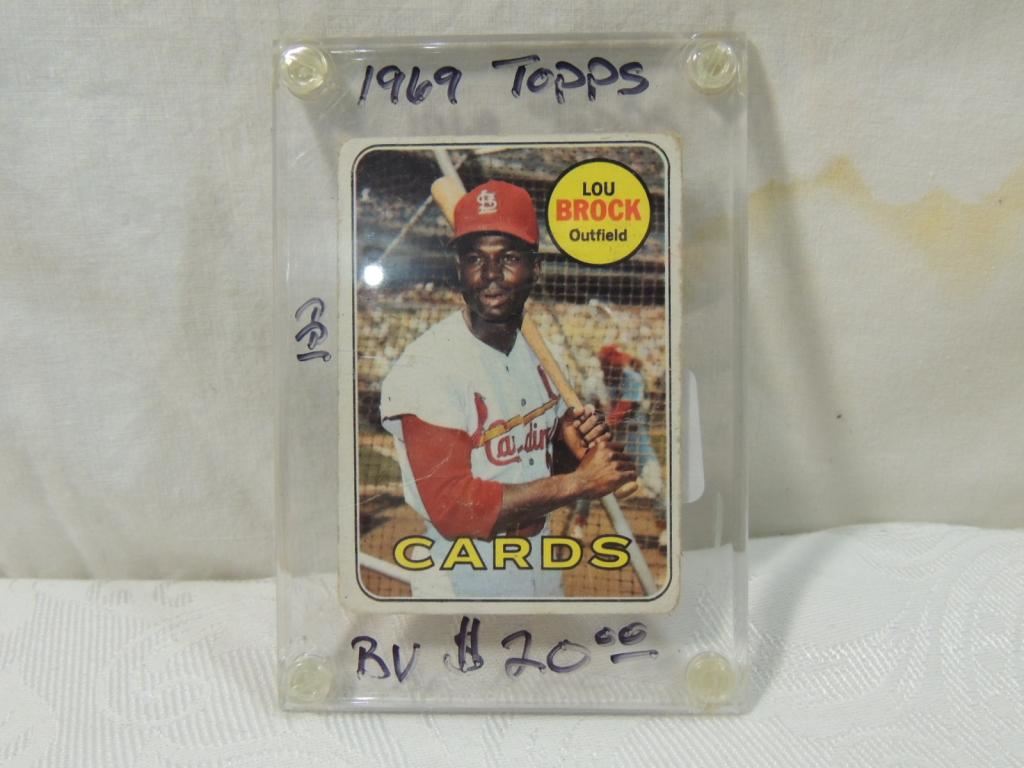 1969 Topps
LOU
BROCK
Outfield
Cardin
CARDS
BV $20.00